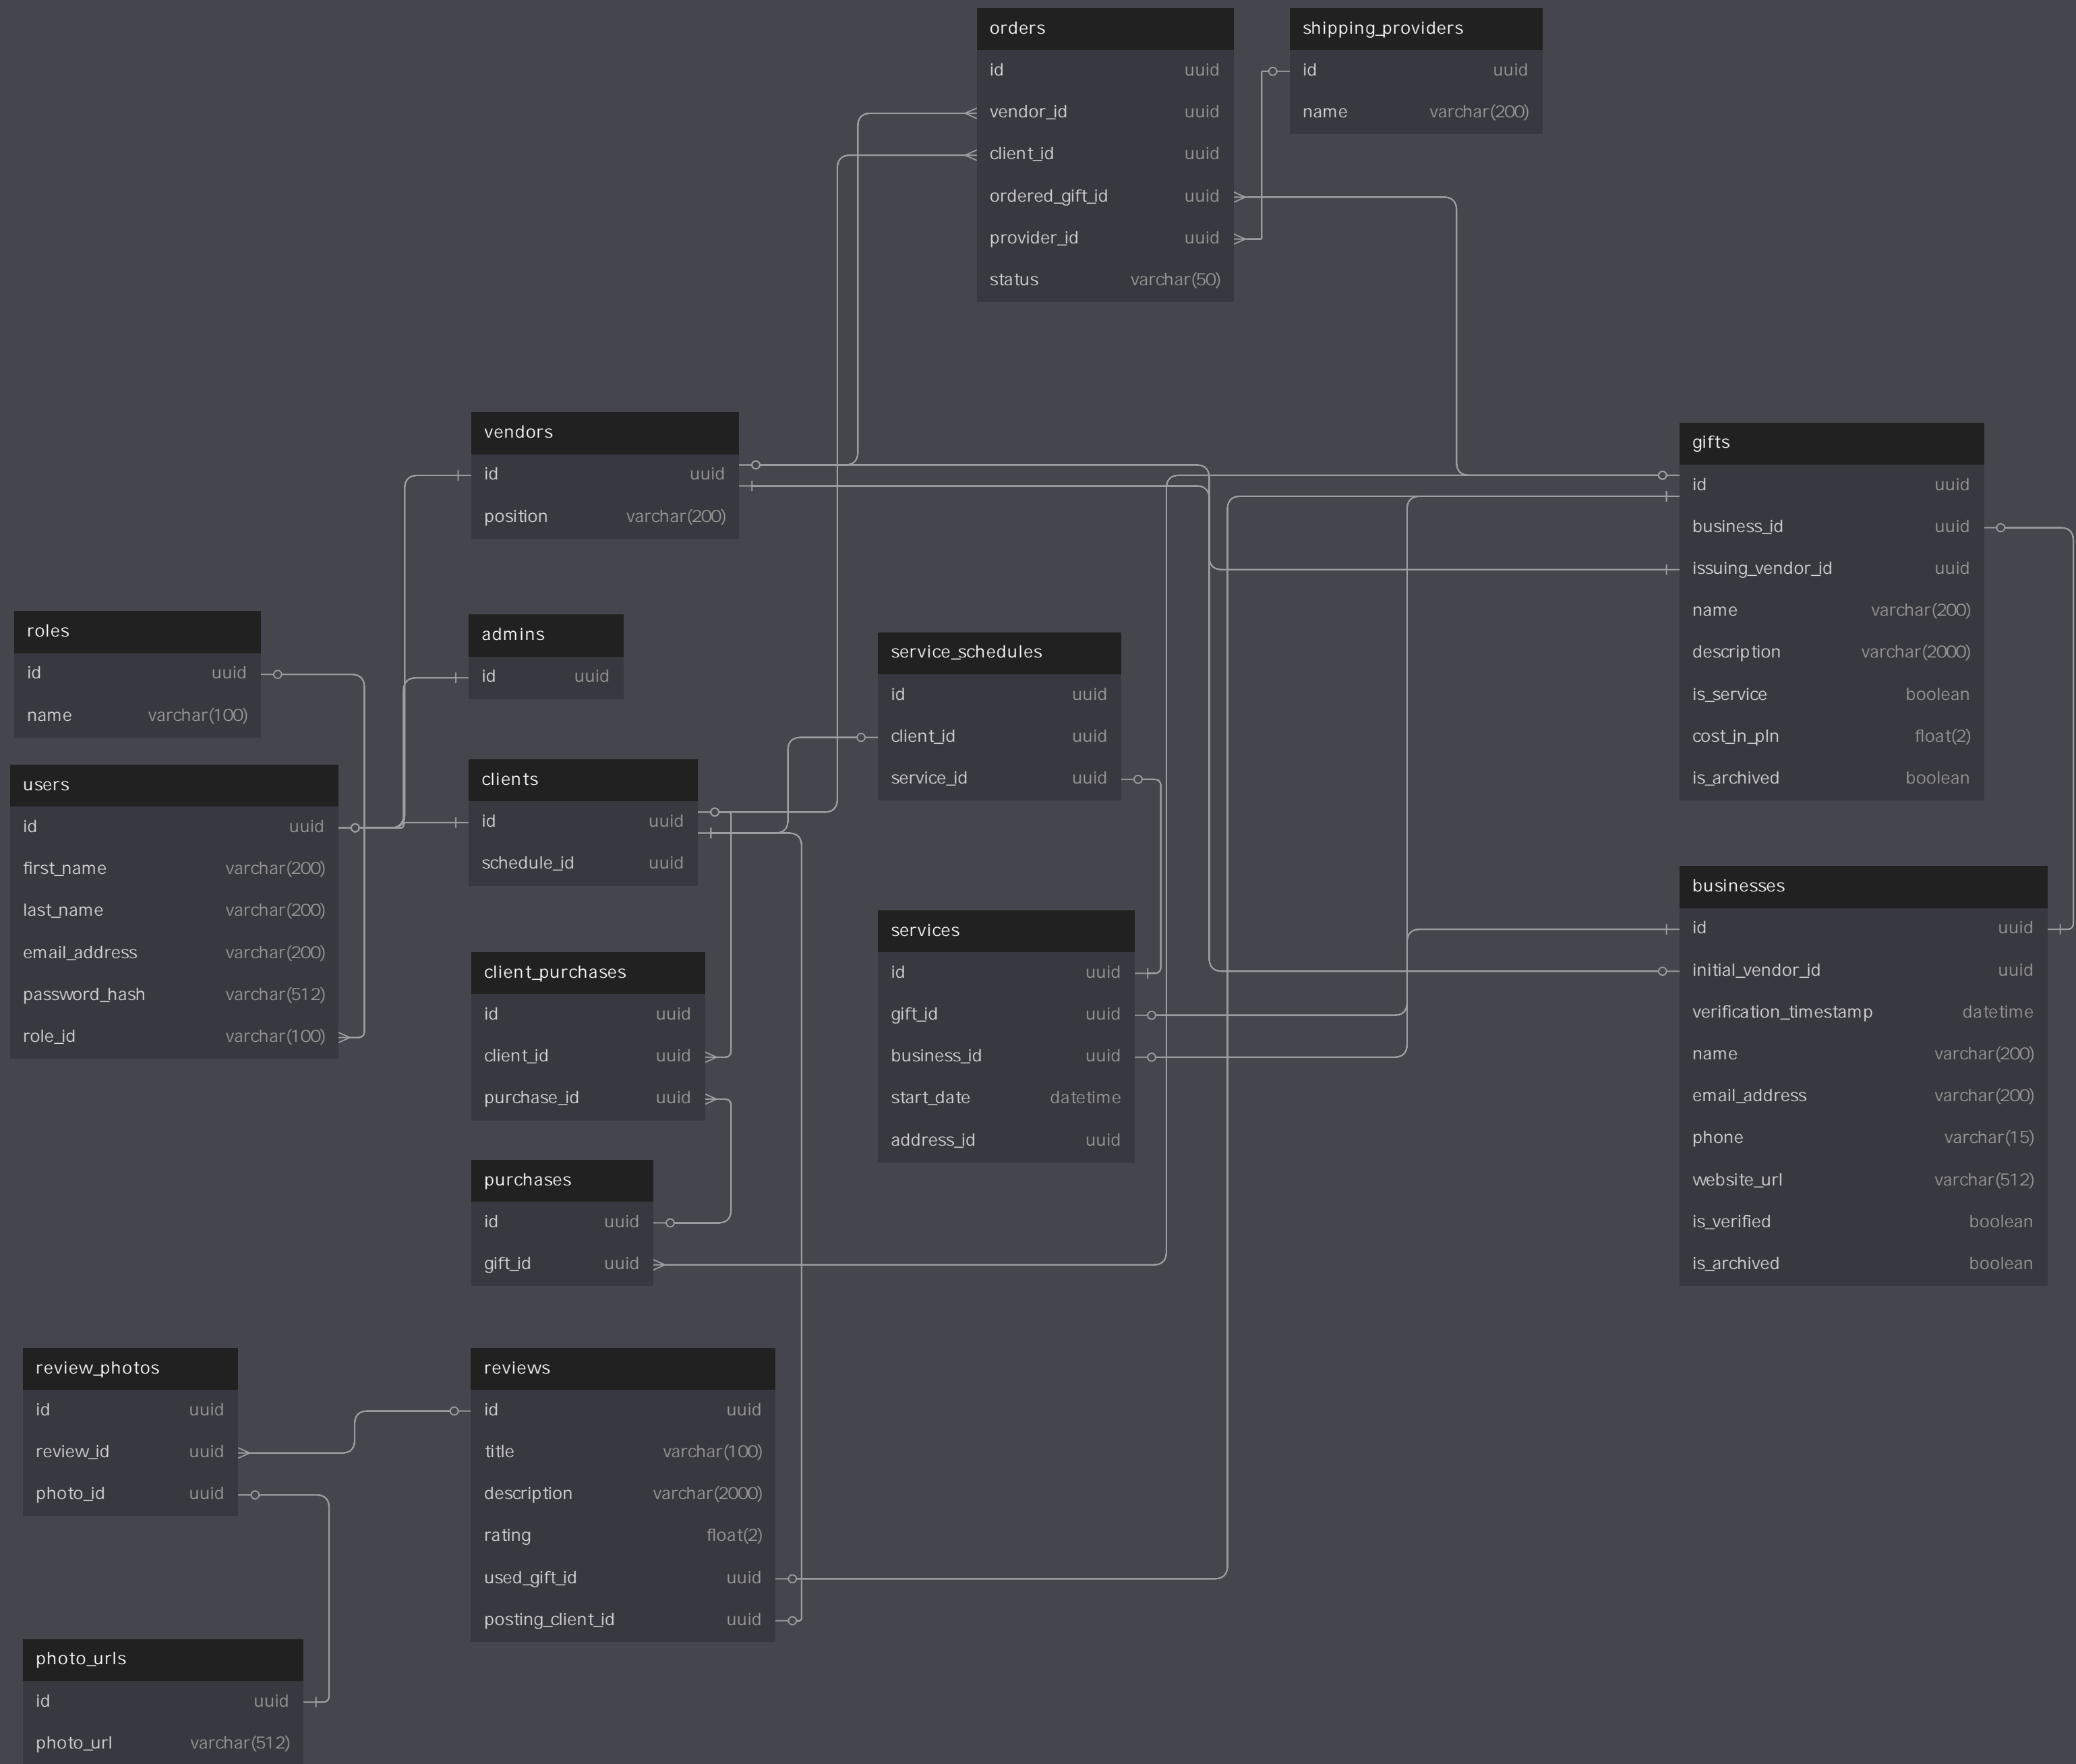 orders
id uuid
vendor_id uuid
client_id uuid
ordered_gift_id uuid
provider_id uuid
status varchar(50)
shipping_providers
id uuid
name varchar(200)
vendors
id uuid
position varchar(200)
gifts
id uuid
business_id uuid
issuing_vendor_id uuid
name varchar(200)
description varchar(2000)
is_service boolean
cost_in_pln float(2)
is_archived boolean
roles
id uuid
name varchar(100)
admins
id uuid
service_schedules
id uuid
client_id uuid
service_id uuid
users
id uuid
first_name varchar(200)
last_name varchar(200)
email_address varchar(200)
password_hash varchar(512)
role_id varchar(100)
clients
id uuid
schedule_id uuid
businesses
id uuid
initial_vendor_id uuid
verification_timestamp datetime
name varchar(200)
email_address varchar(200)
phone varchar(15)
website_url varchar(512)
is_verified boolean
is_archived boolean
services
id uuid
gift_id uuid
business_id uuid
start_date datetime
address_id uuid
client_purchases
id uuid
client_id uuid
purchase_id uuid
purchases
id uuid
gift_id uuid
review_photos
id uuid
review_id uuid
photo_id uuid
reviews
id uuid
title varchar(100)
description varchar(2000)
rating float(2)
used_gift_id uuid
posting_client_id uuid
photo_urls
id uuid
photo_url varchar(512)